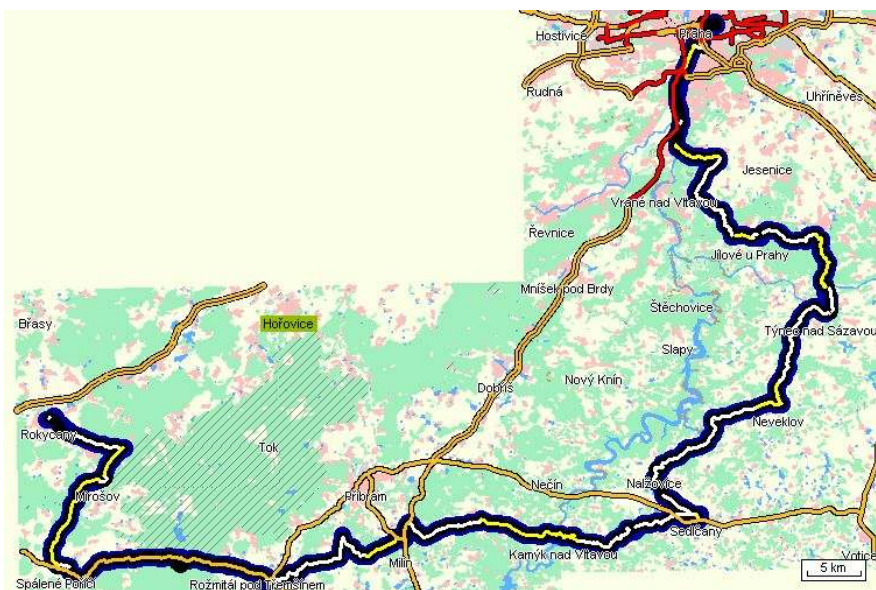 Hostivice
Praha
Rudná
Uhříněves
Jesenice
Vrané nad Vltavou
Řevnice
Jílové u Prahy
Mníšek pod Brdy
Břasy
Hořovice
Štěchovice
Týnec nad Sázavou
Slapy
Dobříš
Nový Knín
Neveklov
Rokycany
Tok
Mirošov
Příbram
Nečín
Nalžovice
Sedlčany
Milín
Kamýk nad Vltavou
Votice
Spálené Poříčí
Rožmitál pod Třemšínem
5 km